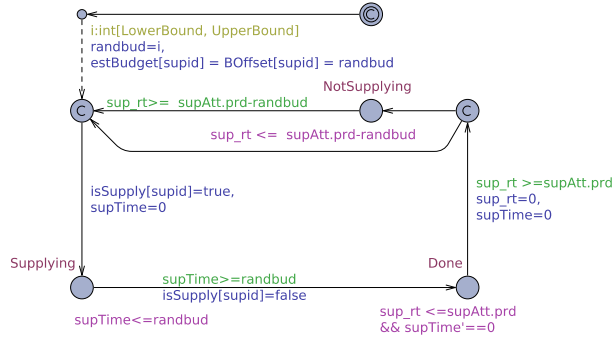 C
i:int[LowerBound, UpperBound]
randbud=i,
estBudget[supid] = BOffset[supid] = randbud
NotSupplying
sup_rt>=  supAtt.prd-randbud
C
C
sup_rt <=  supAtt.prd-randbud
isSupply[supid]=true,
supTime=0
sup_rt >=supAtt.prd
sup_rt=0,
supTime=0
Supplying
Done
supTime>=randbud
isSupply[supid]=false
supTime<=randbud
sup_rt <=supAtt.prd
&& supTime'==0